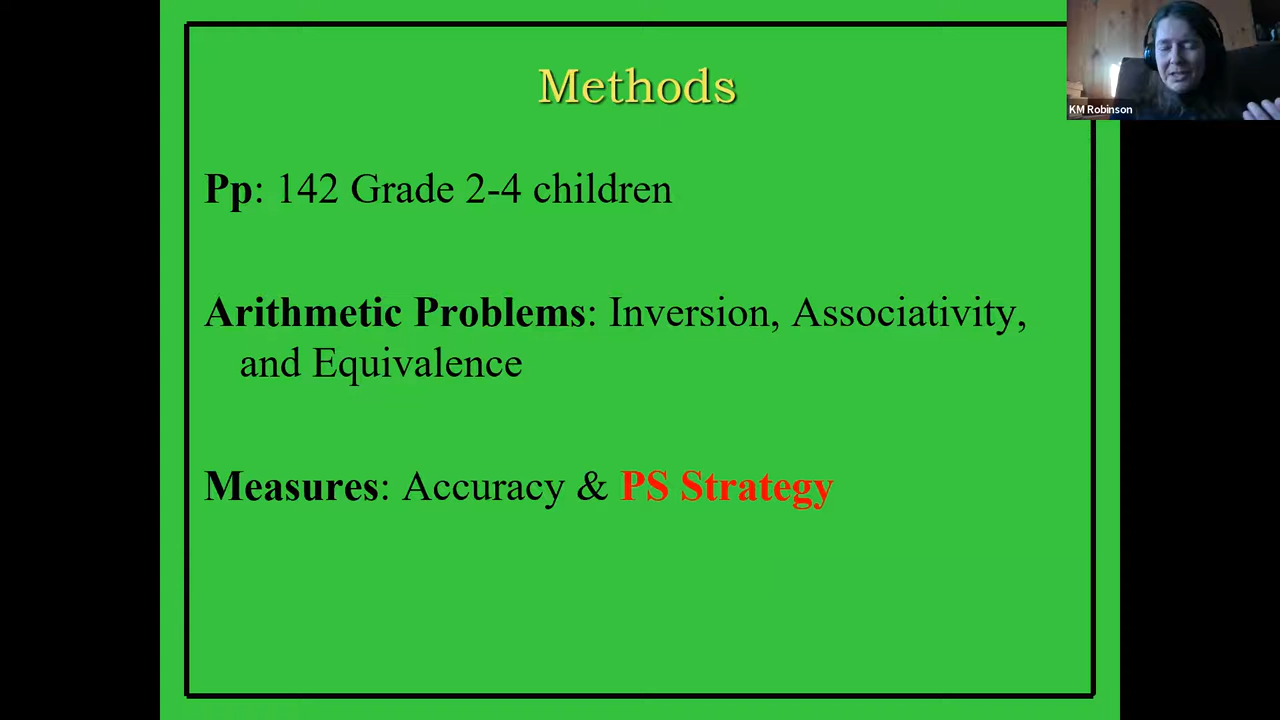 Methods
KM Robinson
Pp: 142 Grade 2-4 children
Arithmetic Problems: Inversion, Associativity,
and Equivalence
Measures: Accuracy & PS Strategy